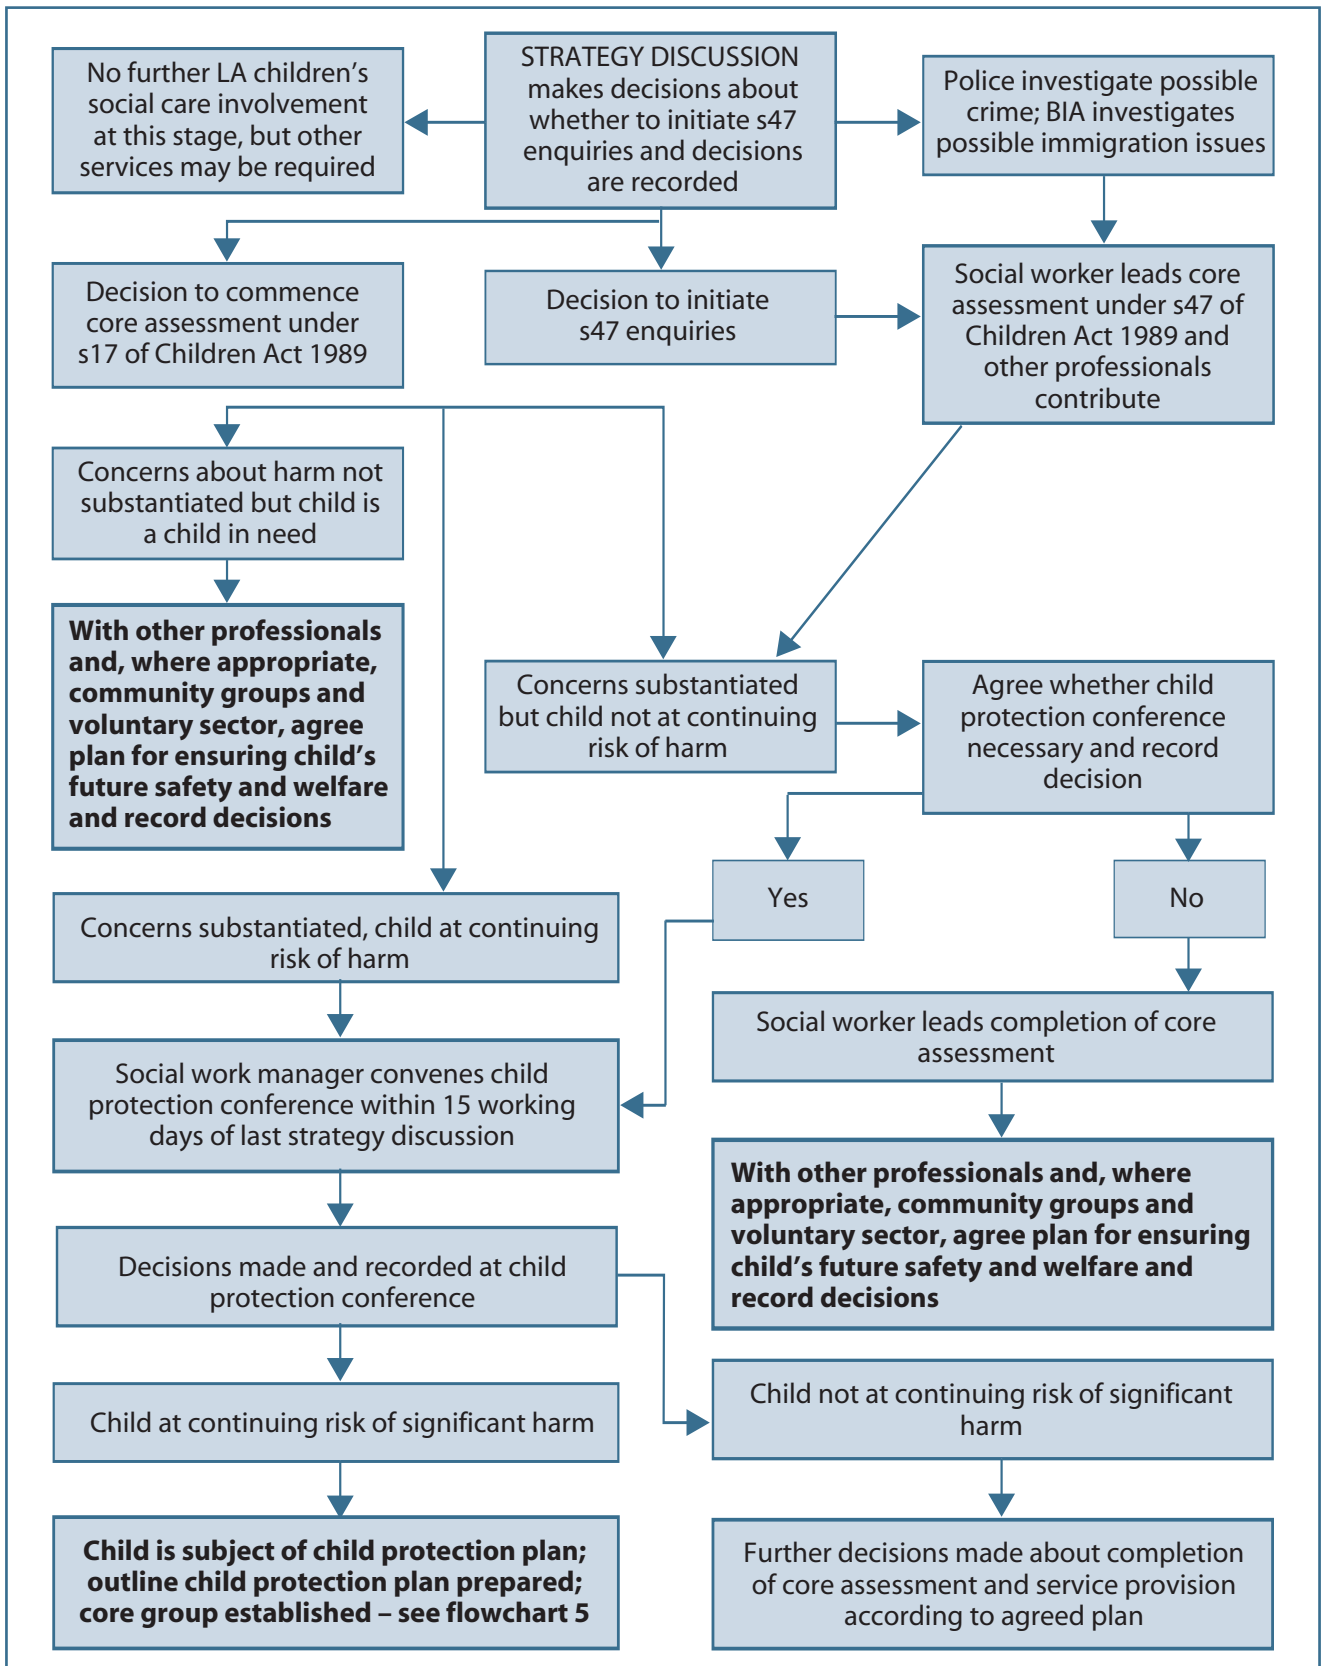 No further LA children's
social care involvement
at this stage, but other
services may be required
STRATEGY DISCUSSION
makes decisions about
whether to initiate s47
enquiries and decisions
are recorded
Police investigate possible
crime; BIA investigates
possible immigration issues
Decision to commence
core assessment under
s17 of Children Act 1989
Decision to initiate
s47 enquiries
Social worker leads core
assessment under s47 of
Children Act 1989 and
other professionals
contribute
Concerns about harm not
substantiated but child is
a child in need
With other professionals
and, where appropriate,
community groups and
voluntary sector, agree
plan for ensuring child's
future safety and welfare
and record decisions
Concerns substantiated
but child not at continuing
risk of harm
Agree whether child
protection conference
necessary and record
decision
Yes
No
Concerns substantiated, child at continuing
risk of harm
Social worker leads completion of core
assessment
Social work manager convenes child
protection conference within 15 working
days of last strategy discussion
With other professionals and, where
appropriate, community groups and
voluntary sector, agree plan for ensuring
child's future safety and welfare and
record decisions
Decisions made and recorded at child
protection conference
Child at continuing risk of significant harm
Child not at continuing risk of significant
harm
Child is subject of child protection plan;
outline child protection plan prepared;
core group established – see flowchart 5
Further decisions made about completion
of core assessment and service provision
according to agreed plan